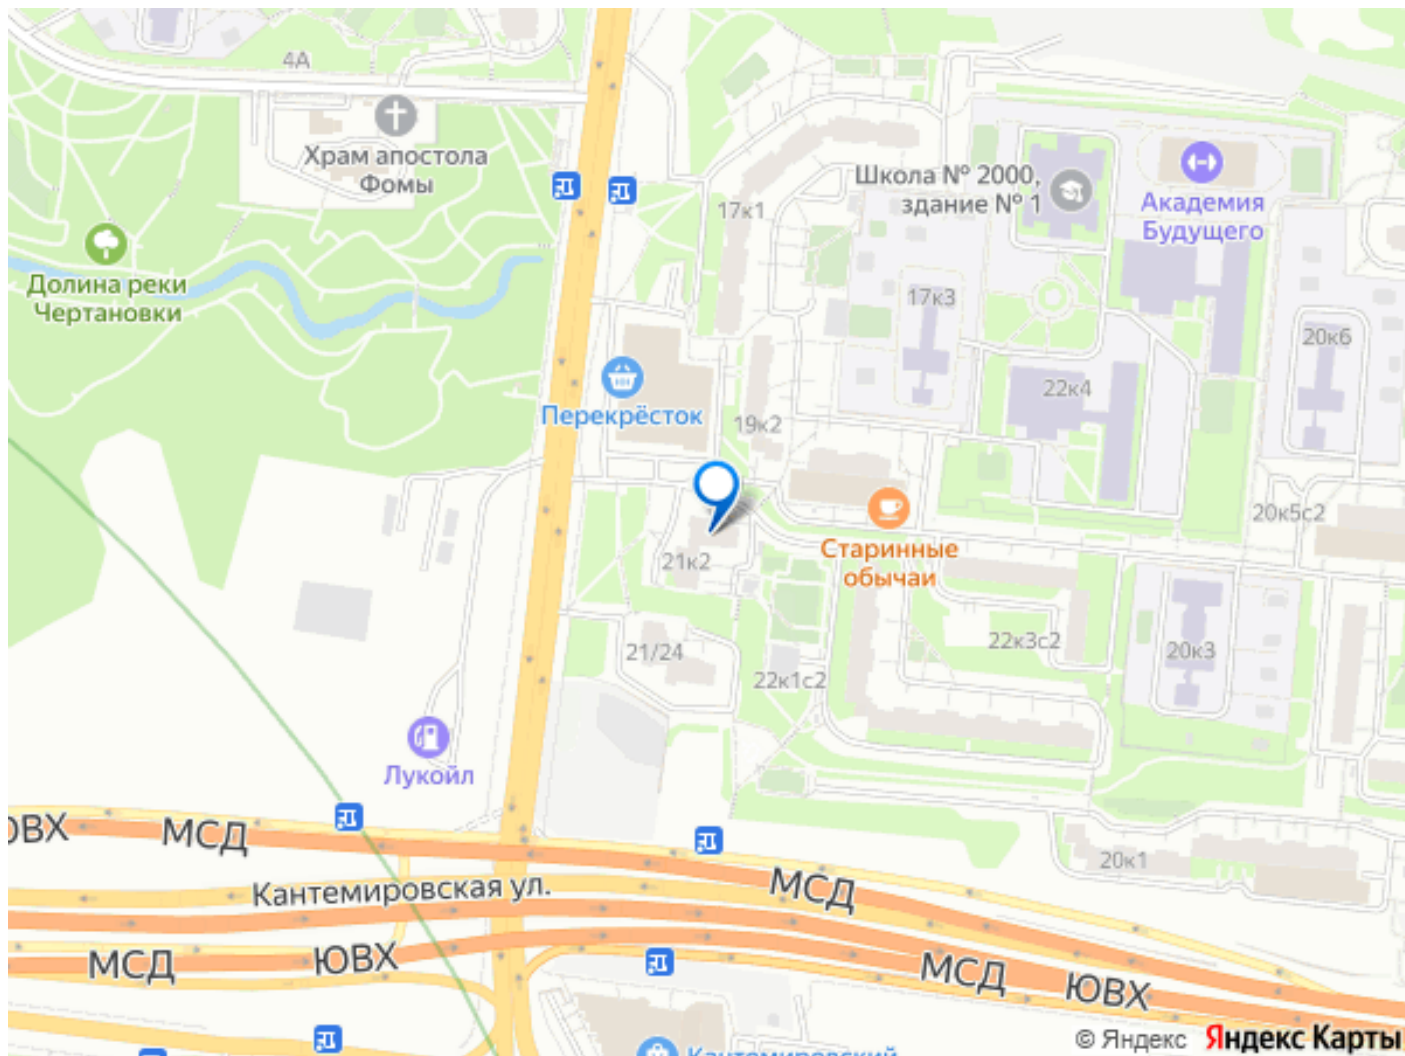 4А
Храм апостола
Фомы
Школа № 2000,
здание № 1
Академия
Будущего
17к1
Долина реки
Чертановки
17к3
20к6
22к4
Перекрёсток
19к2
20к5с2
Старинные
обычаи
21к2
21/24
22к3с2
20к3
22к1с2
Лукойл
ЮВХ
МСД
МСД
20к1
Кантемировская ул.
МСД
ЮВХ
МСД
ЮВХ
Кантемировский
© Яндекс Яндекс Карты